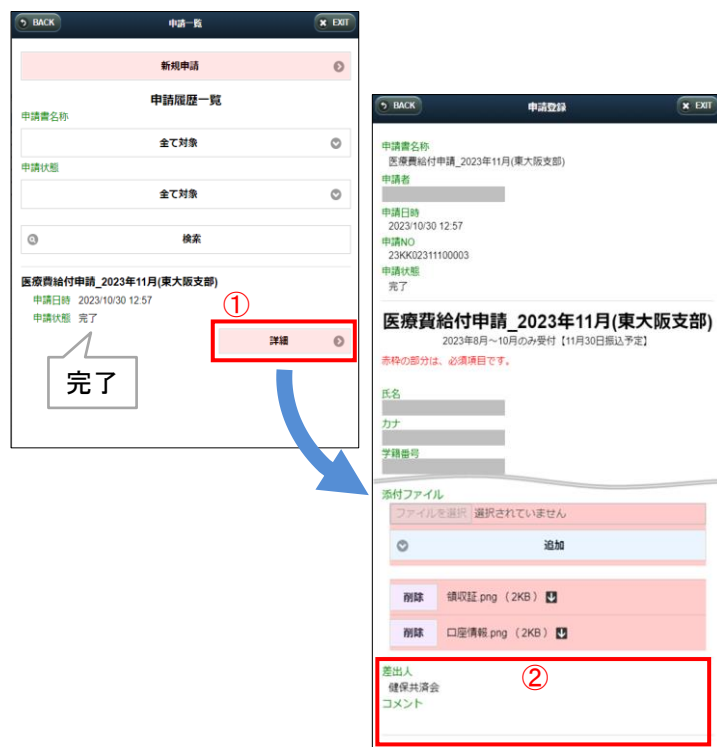 BACK
申請一覧
EXIT
新規申請
申請履歴一覧
申請書名称
全て対象
申請状態
全て対象
検索
医療費給付申請_2023年11月(東大阪支部)
申請日時 2023/10/30 12:57
申請状態 完了
①
詳細
完了
BACK
申請登録
EXIT
申請書名称
医療費給付申請_2023年11月(東大阪支部)
申請者
申請日時
2023/10/30 12:57
申請NO
23KK02311100003
申請状態
完了
医療費給付申請_2023年11月(東大阪支部)
2023年8月～10月のみ受付【11月30日振込予定】
赤枠の部分は、必須項目です。
氏名
カナ
学籍番号
添付ファイル
ファイルを選択 選択されていません
追加
削除 領収証.png （2KB）
削除 口座情報.png （2KB）
差出人
②
健保共済会
コメント